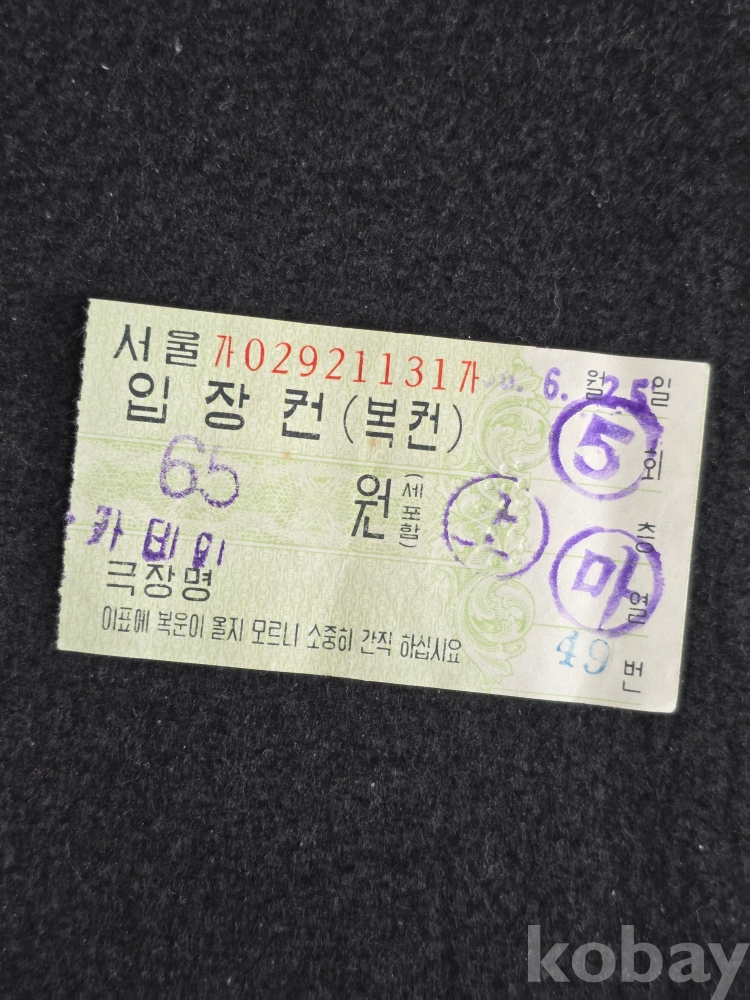 서울 가02921131가
입장권(복권)
65 원 (세포함)
카데미
극장명
이표에 복운이 올지 모르니 소중히 간직 하십시요
6. 월 25 일
5 회
층
마 열
49 번
kobay